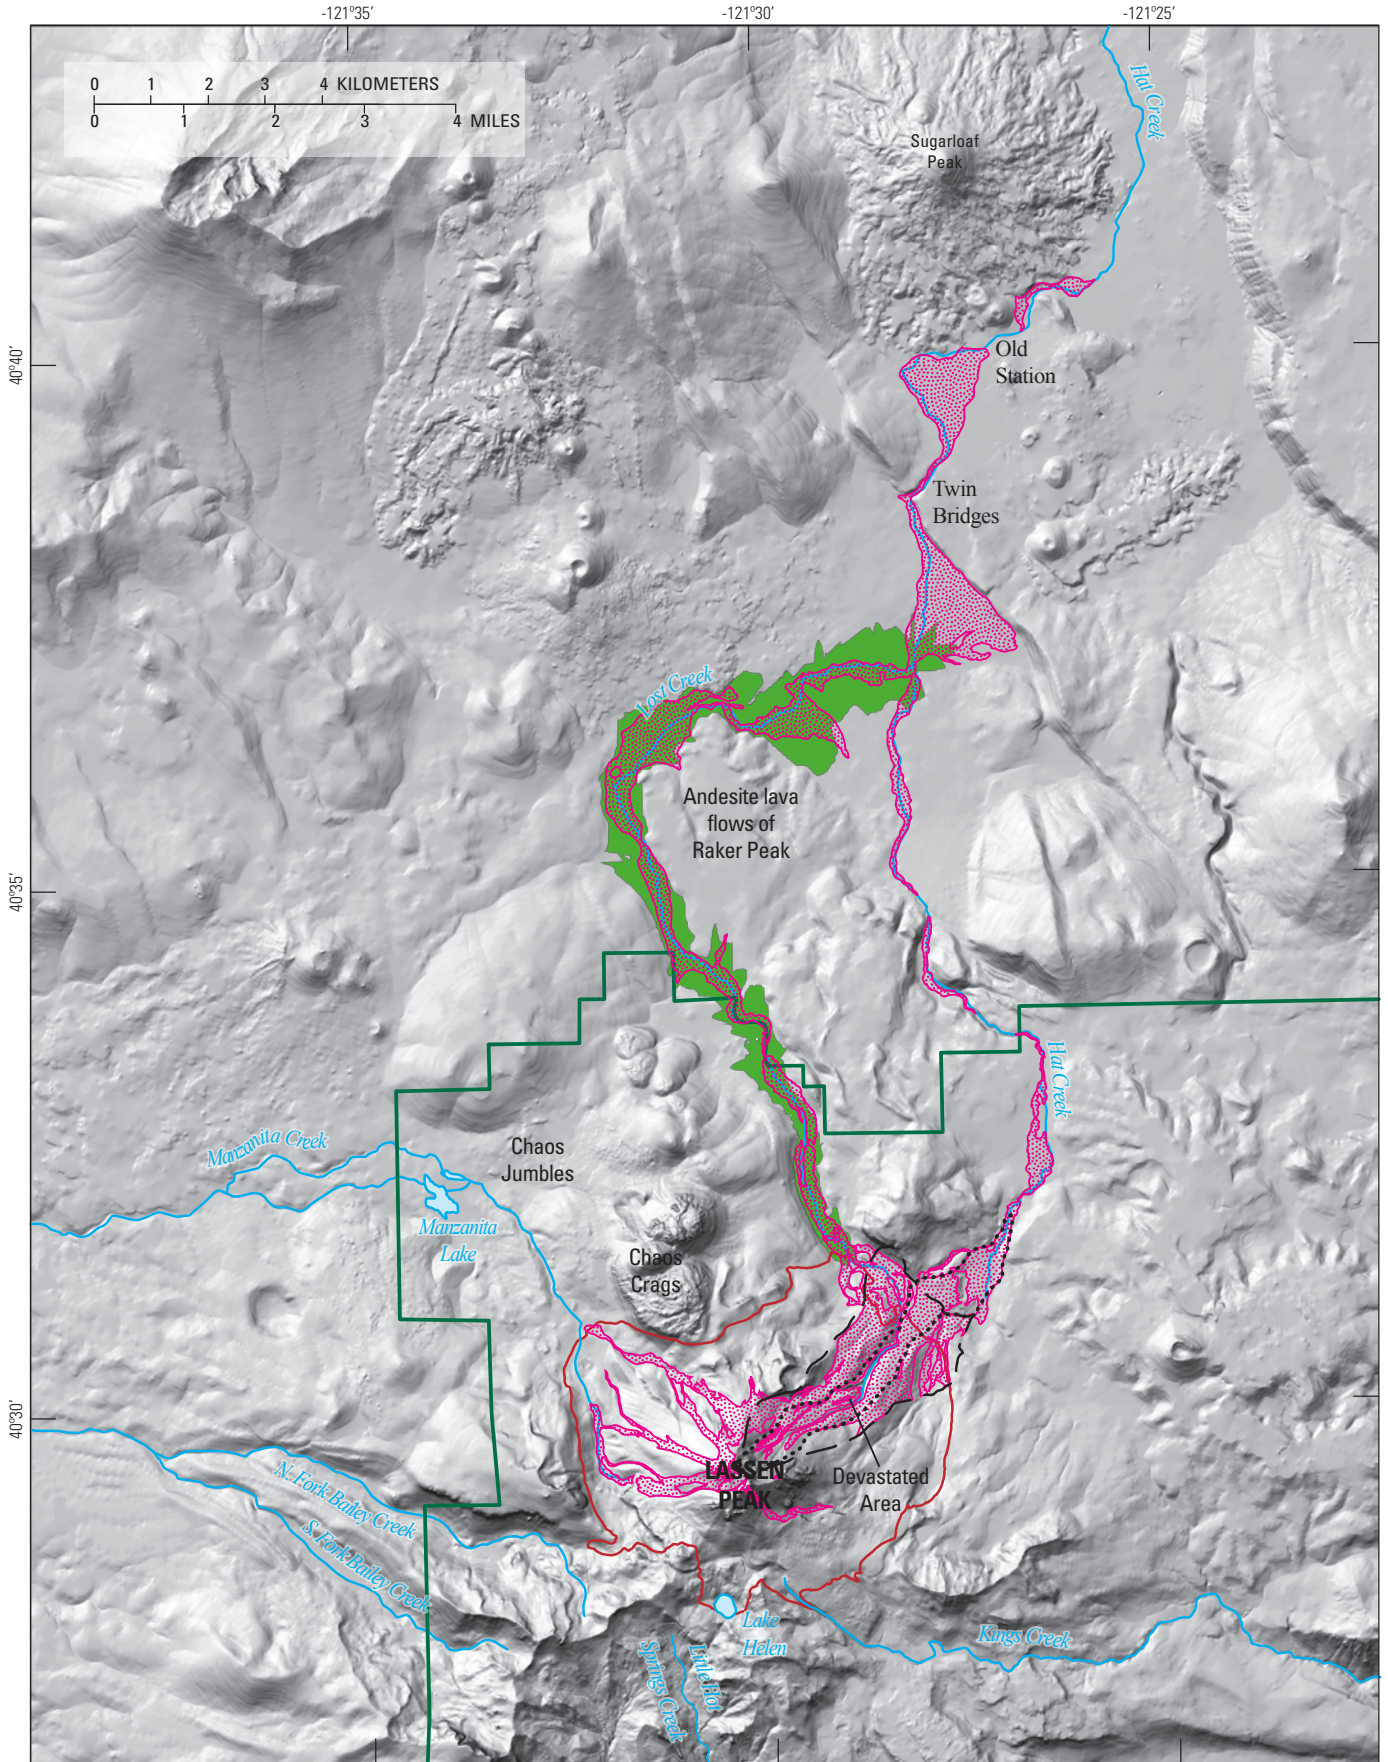 -121°35′
-121°30′
-121°25′
0 1 2 3 4 KILOMETERS
0 1 2 3 4 MILES
Hat Creek
Sugarloaf
Peak
40°40′
Old
Station
Twin
Bridges
Lost Creek
Andesite lava
flows of
Raker Peak
40°35′
Hat Creek
Manzanita Creek
Chaos
Jumbles
Manzanita
Lake
Chaos
Crags
40°30′
LASSEN
PEAK
Devastated
Area
N. Fork Bailey Creek
S. Fork Bailey Creek
Lake
Helen
Kings Creek
Little Hot
Springs Creek